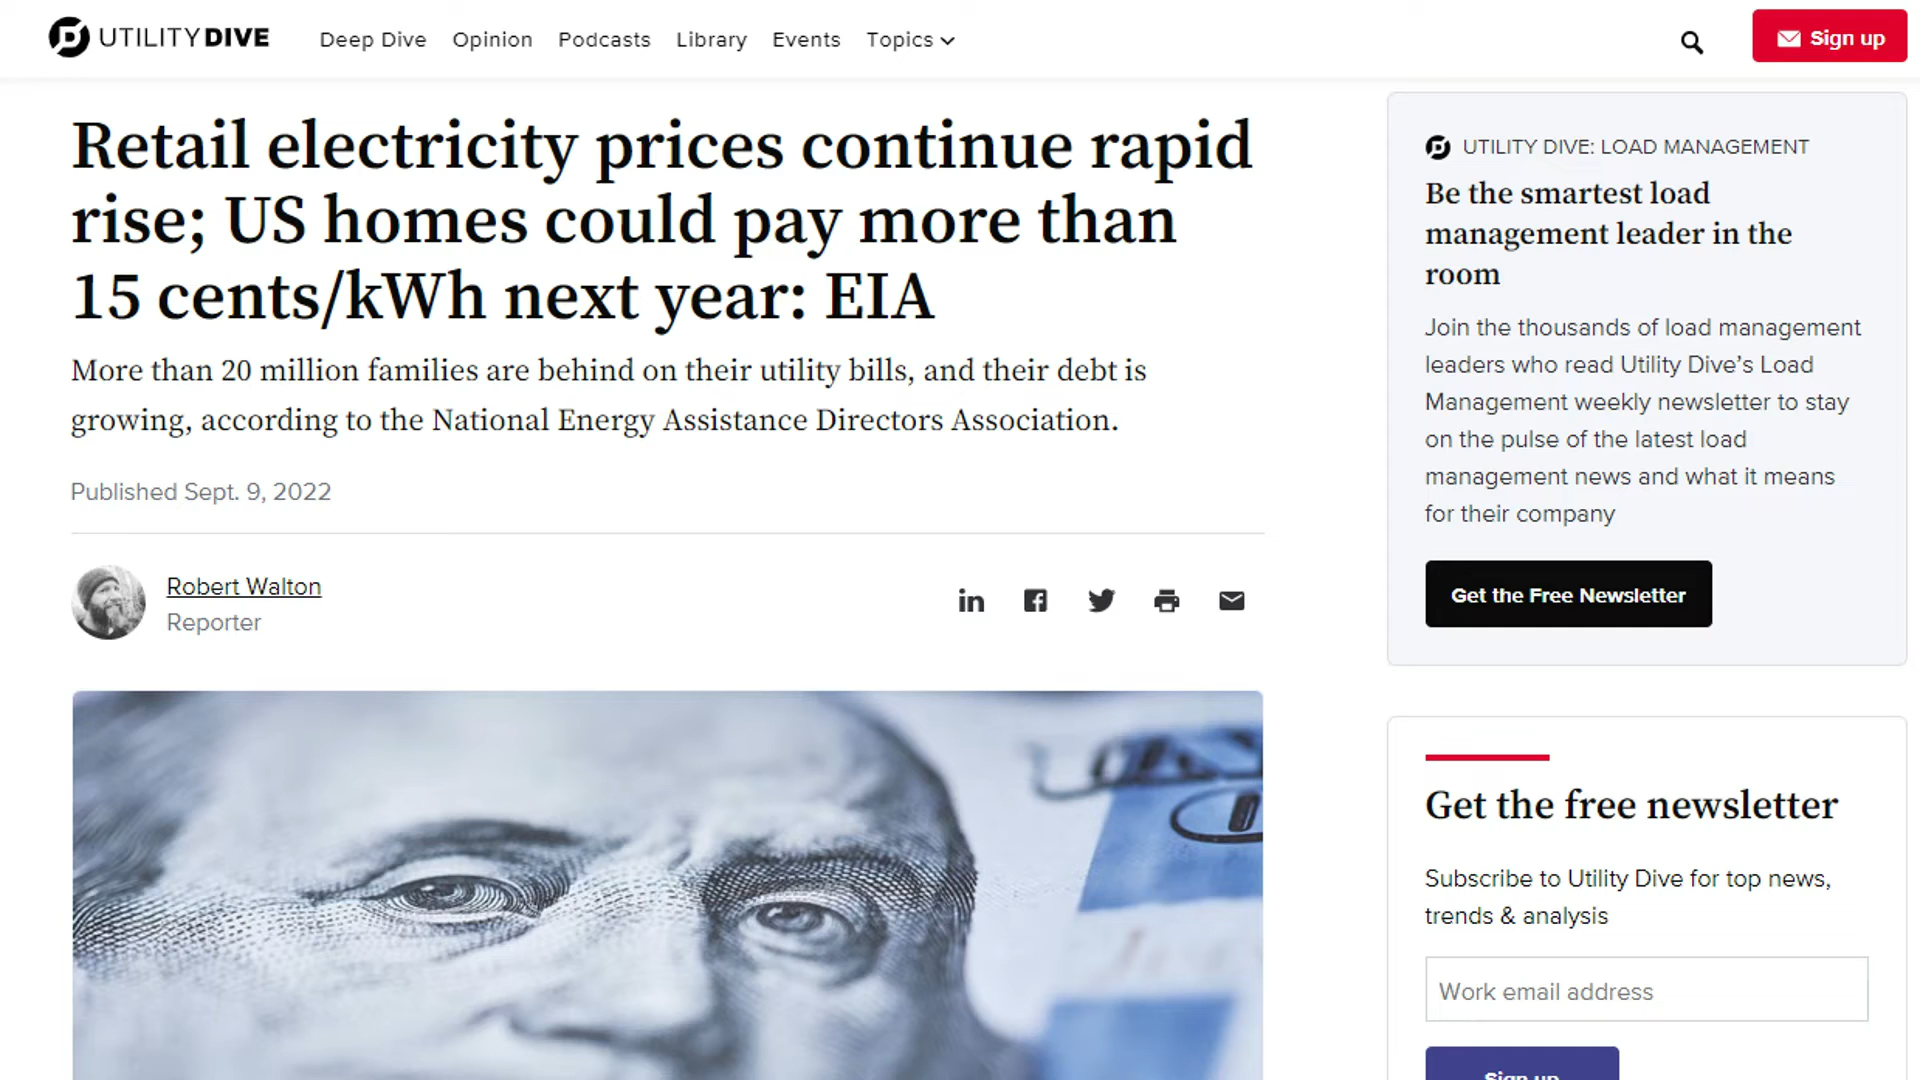 UTILITY DIVE
Deep Dive Opinion Podcasts Library Events Topics
Sign up
Retail electricity prices continue rapid
rise; US homes could pay more than
15 cents/kWh next year: EIA
More than 20 million families are behind on their utility bills, and their debt is
growing, according to the National Energy Assistance Directors Association.
Published Sept. 9, 2022
Robert Walton
Reporter
UTILITY DIVE: LOAD MANAGEMENT
Be the smartest load
management leader in the
room
Join the thousands of load management
leaders who read Utility Dive’s Load
Management weekly newsletter to stay
on the pulse of the latest load
management news and what it means
for their company
Get the Free Newsletter
Get the free newsletter
Subscribe to Utility Dive for top news,
trends & analysis
Work email address
Sign up